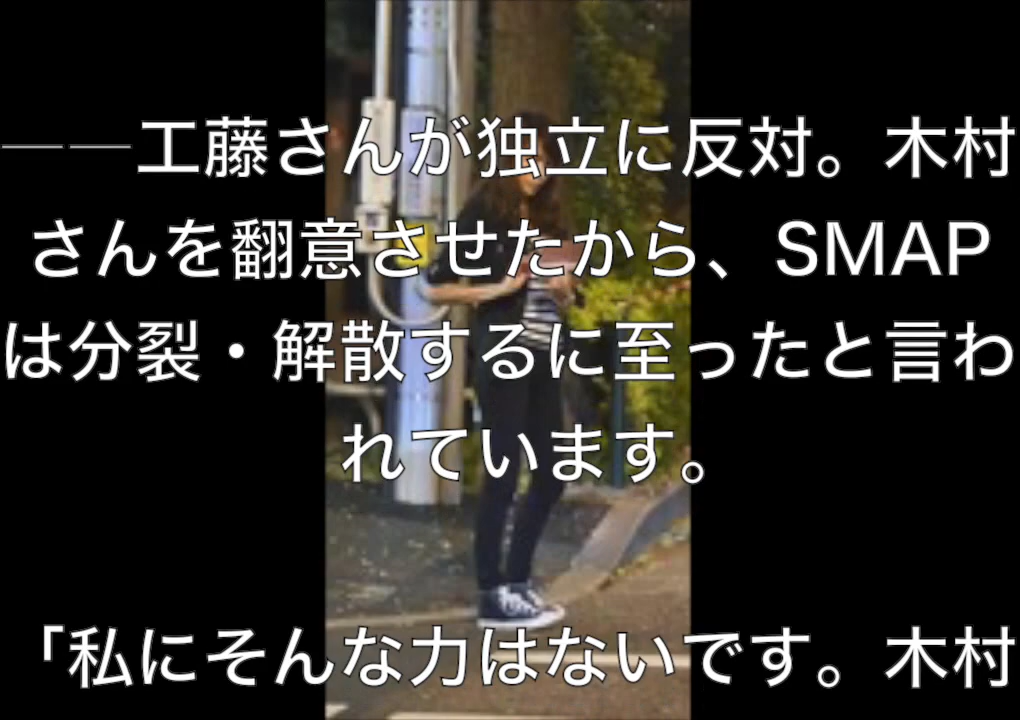 ――工藤さんが独立に反対。木村
さんを翻意させたから、SMAP
は分裂・解散するに至ったと言わ
れています。
「私にそんな力はないです。木村